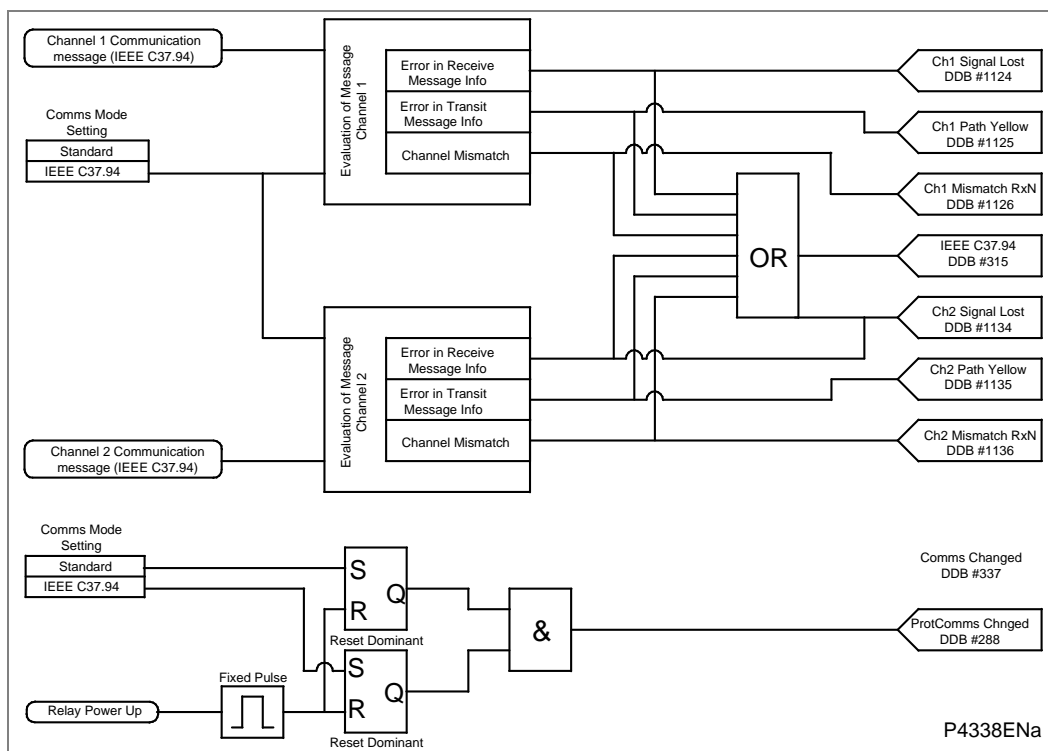 Channel 1 Communication
message (IEEE C37.94)
Evaluation of Message
Channel 1
Error in Receive
Message Info
Error in Transit
Message Info
Channel Mismatch
Ch1 Signal Lost
DDB #1124
Ch1 Path Yellow
DDB #1125
Ch1 Mismatch RxN
DDB #1126
Comms Mode
Setting
Standard
IEEE C37.94
OR
IEEE C37.94
DDB #315
Evaluation of Message
Channel 2
Error in Receive
Message Info
Error in Transit
Message Info
Channel Mismatch
Ch2 Signal Lost
DDB #1134
Ch2 Path Yellow
DDB #1135
Ch2 Mismatch RxN
DDB #1136
Channel 2 Communication
message (IEEE C37.94)
Comms Mode
Setting
Standard
IEEE C37.94
S
Q
R
Reset Dominant
S
Q
R
Reset Dominant
Fixed Pulse
Relay Power Up
&
Comms Changed
DDB #337
ProtComms Chnged
DDB #288
P4338ENa